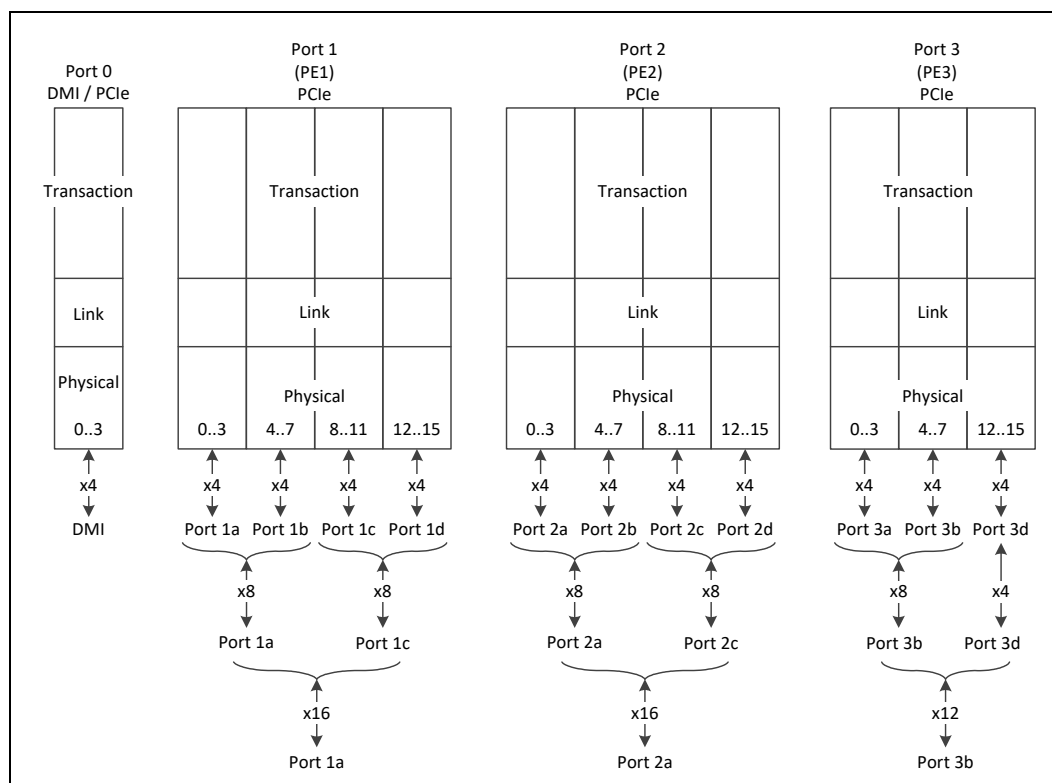 Port 0
DMI / PCIe
Port 1
(PE1)
PCIe
Port 2
(PE2)
PCIe
Port 3
(PE3)
PCIe
Transaction Transaction Transaction Transaction
Link Link Link Link
Physical
Physical Physical Physical
0..3 0..3 4..7 8..11 12..15 0..3 4..7 8..11 12..15 0..3 4..7 12..15
x4 x4 x4 x4 x4 x4 x4 x4 x4 x4 x4 x4
DMI Port 1a Port 1b Port 1c Port 1d Port 2a Port 2b Port 2c Port 2d Port 3a Port 3b Port 3d
x8 x8 x8 x8 x8 x4
Port 1a Port 1c Port 2a Port 2c Port 3b Port 3d
x16 x16 x12
Port 1a Port 2a Port 3b